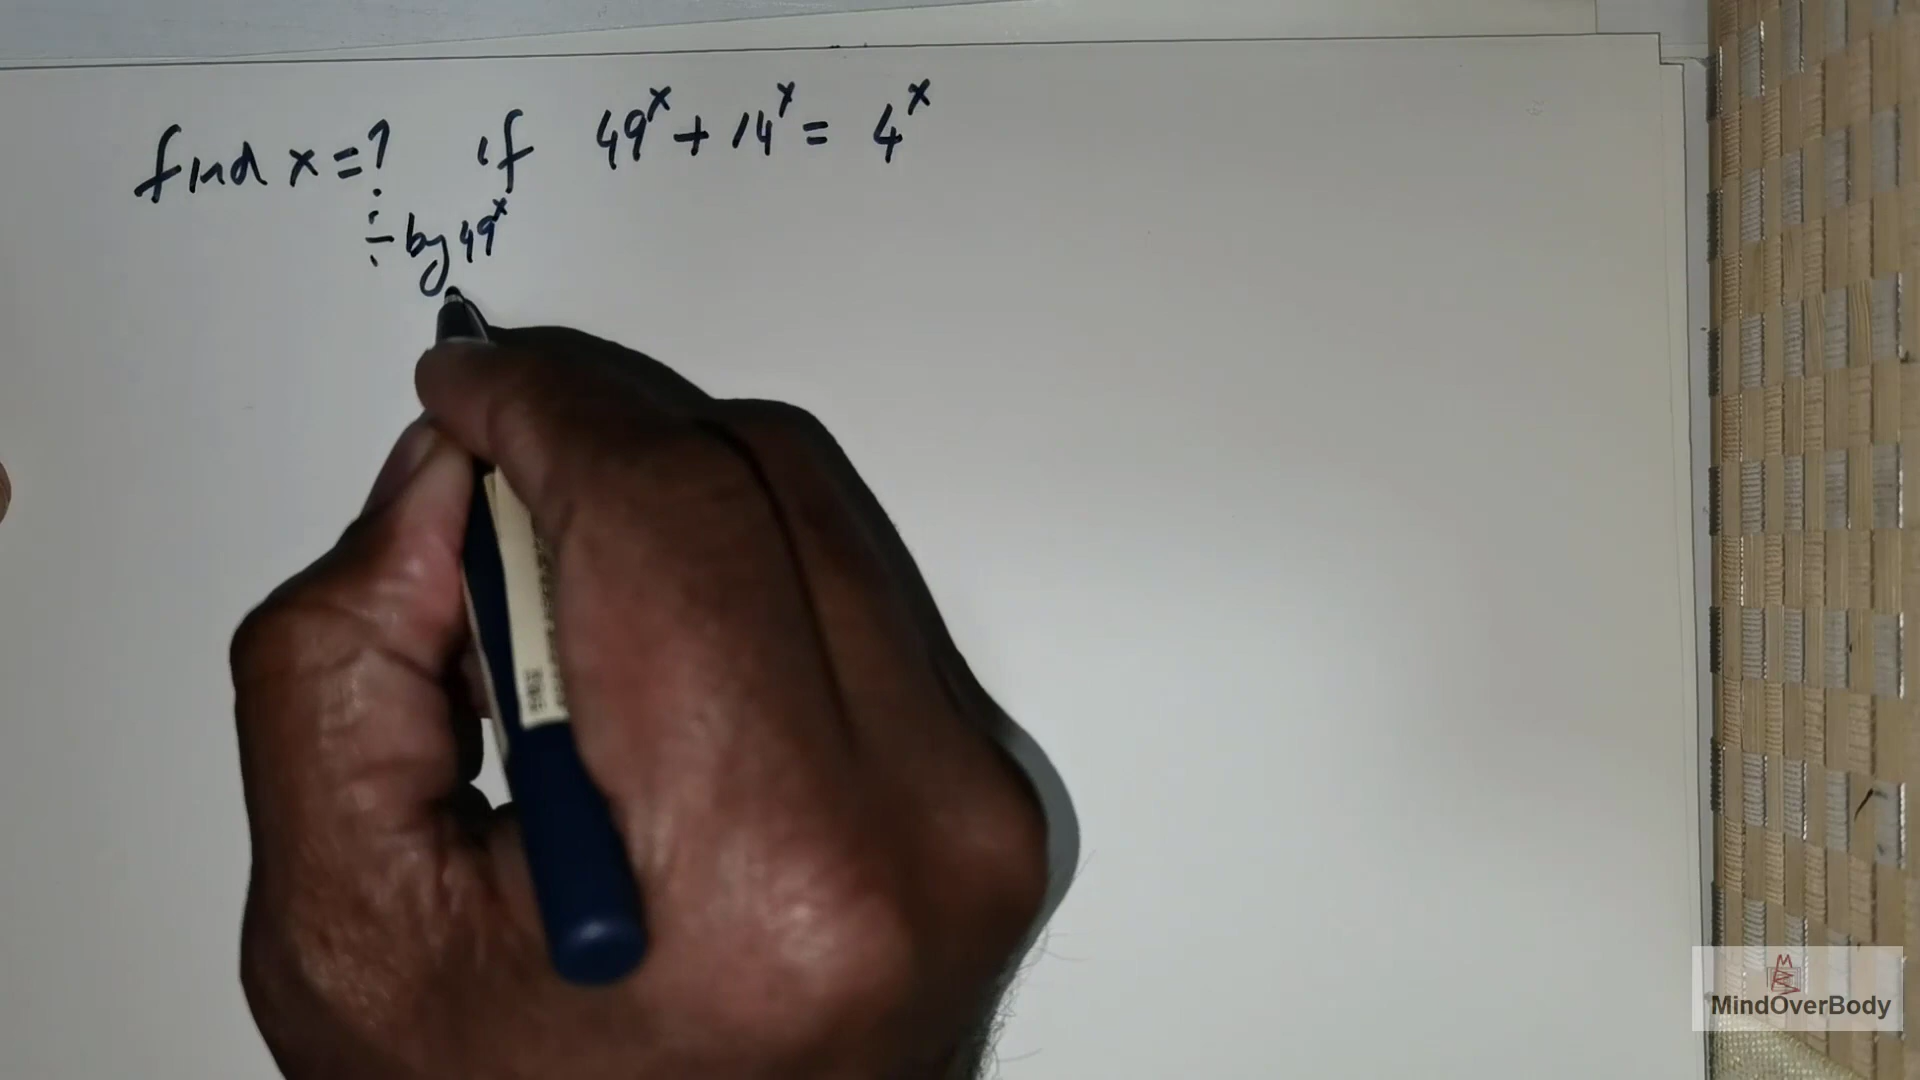 find x = ? if 49^x + 14^x = 4^x
÷ by 49^x
MindOverBody